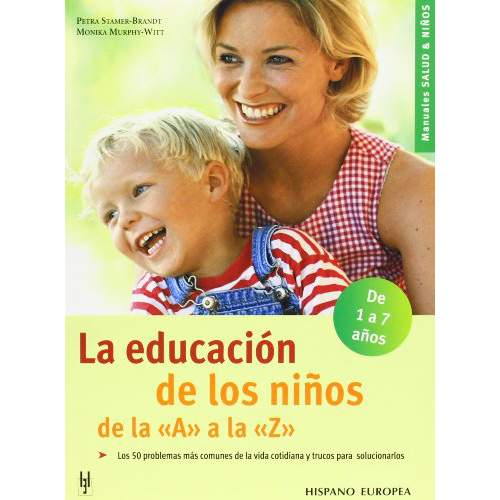 PETRA STAMER-BRANDT
MONIKA MURPHY-WITT
Manuales SALUD & NIÑOS
De
1 a 7
años
La educación
de los niños
de la «A» a la «Z»
Los 50 problemas más comunes de la vida cotidiana y trucos para solucionarlos
HISPANO EUROPEA